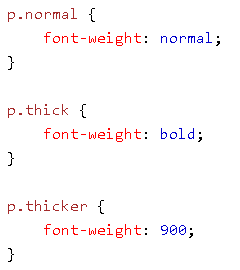 p.normal {
    font-weight: normal;
}

p.thick {
    font-weight: bold;
}

p.thicker {
    font-weight: 900;
}